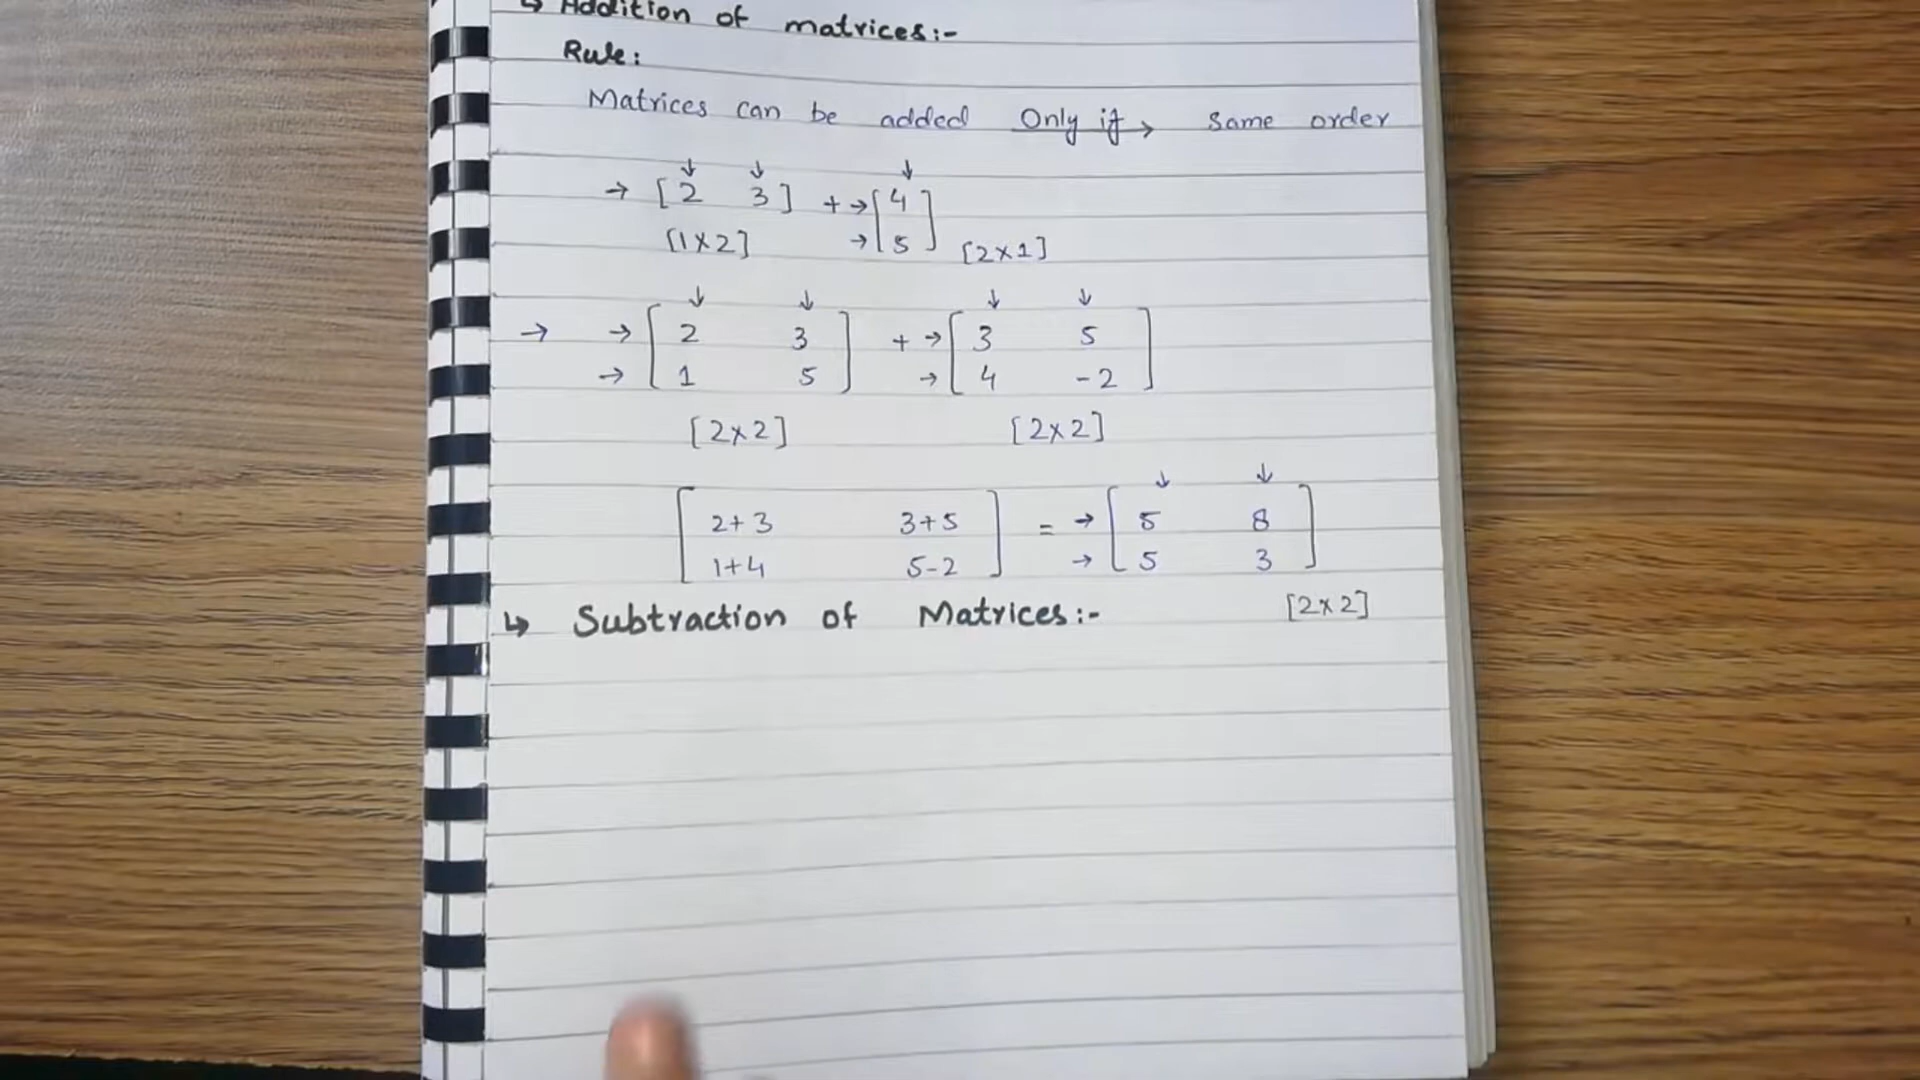 ↳ Addition of matrices:-
Rule:
Matrices can be added Only if → Same order
↓ ↓ ↓
→ [ 2 3 ] + → [ 4 ]
[1×2] → 5 [2×1]
↓ ↓ ↓ ↓
→ → [ 2 3 ] + → [ 3 5 ]
→ [ 1 5 ] → [ 4 -2 ]
[2×2] [2×2]
↓ ↓
[ 2+3 3+5 ] = → [ 5 8 ]
[ 1+4 5-2 ] → [ 5 3 ]
↳ Subtraction of Matrices:- [2×2]